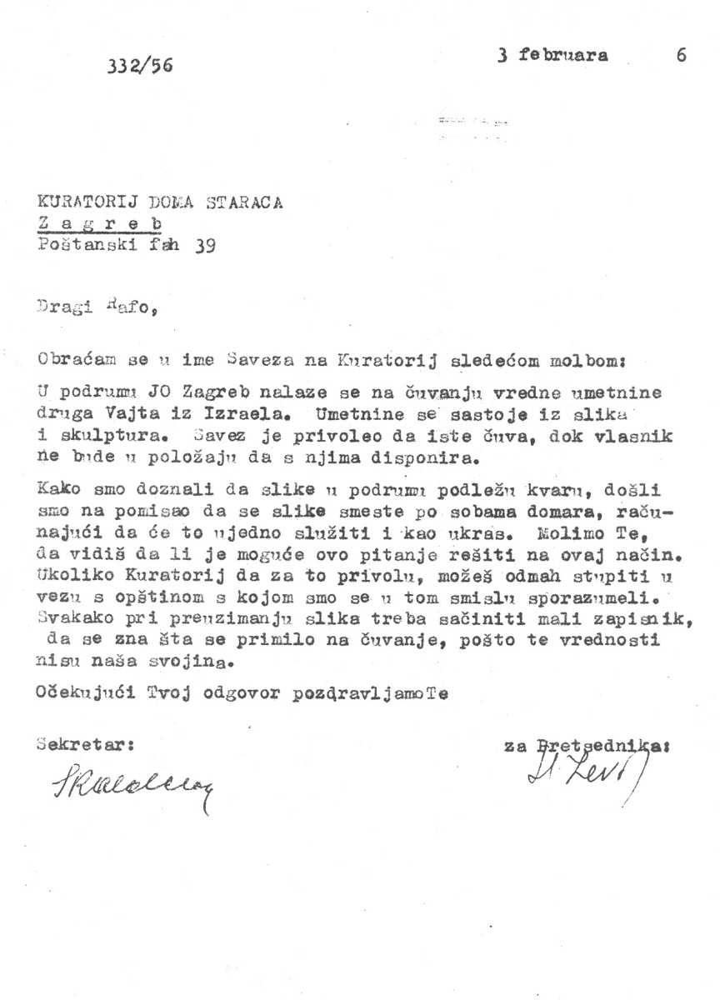 332/56
3 februara 6
KURATORIJ DOMA STARACA
Z a g r e b
Poštanski fah 39
Dragi Rafo,
Obraćam se u ime Saveza na Kuratorij sledećom molbom:
U podrumu JO Zagreb nalaze se na čuvanju vredne umetnine
druga Vajta iz Izraela. Umetnine se sastoje iz slika
i skulptura. Savez je privoleo da iste čuva, dok vlasnik
ne bude u položaju da s njima disponira.
Kako smo doznali da slike u podrumu podležu kvaru, došli
smo na pomisao da se slike smeste po sobama domara, raču-
najući da će to ujedno služiti i kao ukras. Molimo Te,
da vidiš da li je moguće ovo pitanje rešiti na ovaj način.
Ukoliko Kuratorij da za to privolu, možeš odmah stupiti u
vezu s opštinom s kojom smo se u tom smislu sporazumeli.
Svakako pri preuzimanju slika treba sačiniti mali zapisnik,
da se zna šta se primilo na čuvanje, pošto te vrednosti
nisu naša svojina.
Očekujući Tvoj odgovor pozdravljamoTe
Sekretar:
za Pretsednika: